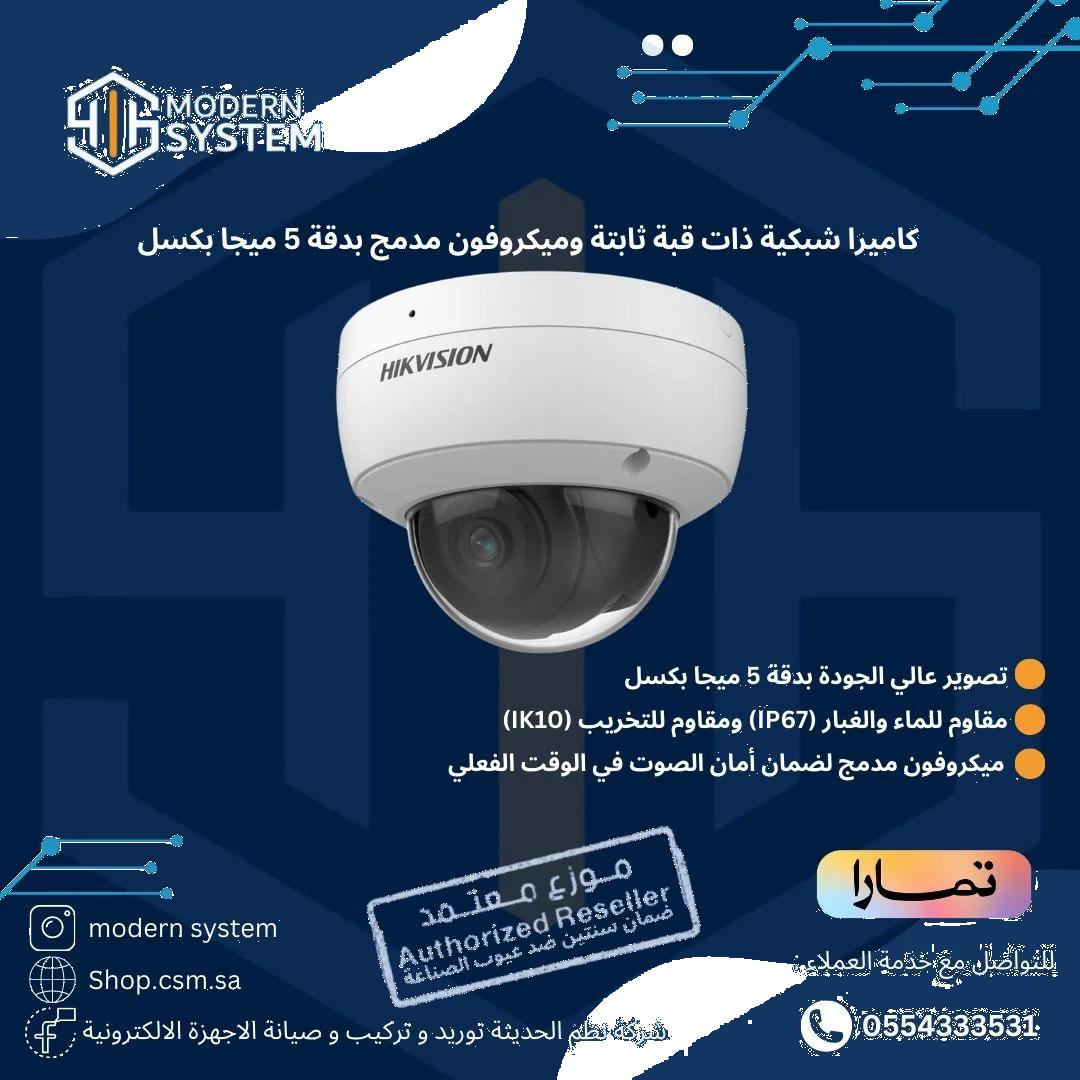 MODERN
SYSTEM
كاميرا شبكية ذات قبة ثابتة وميكروفون مدمج بدقة 5 ميجا بكسل
HIKVISION
تصوير عالي الجودة بدقة 5 ميجا بكسل
مقاوم للماء والغبار (IP67) ومقاوم للتخريب (IK10)
ميكروفون مدمج لضمان أمان الصوت في الوقت الفعلي
موزع معتمد
Authorized Reseller
ضمان سنتين ضد عيوب الصناعة
تمارا
modern system
Shop.csm.sa
شركة نظم الحديثة توريد و تركيب و صيانة الاجهزة الالكترونية
للتواصل مع خدمة العملاء:
0554333531